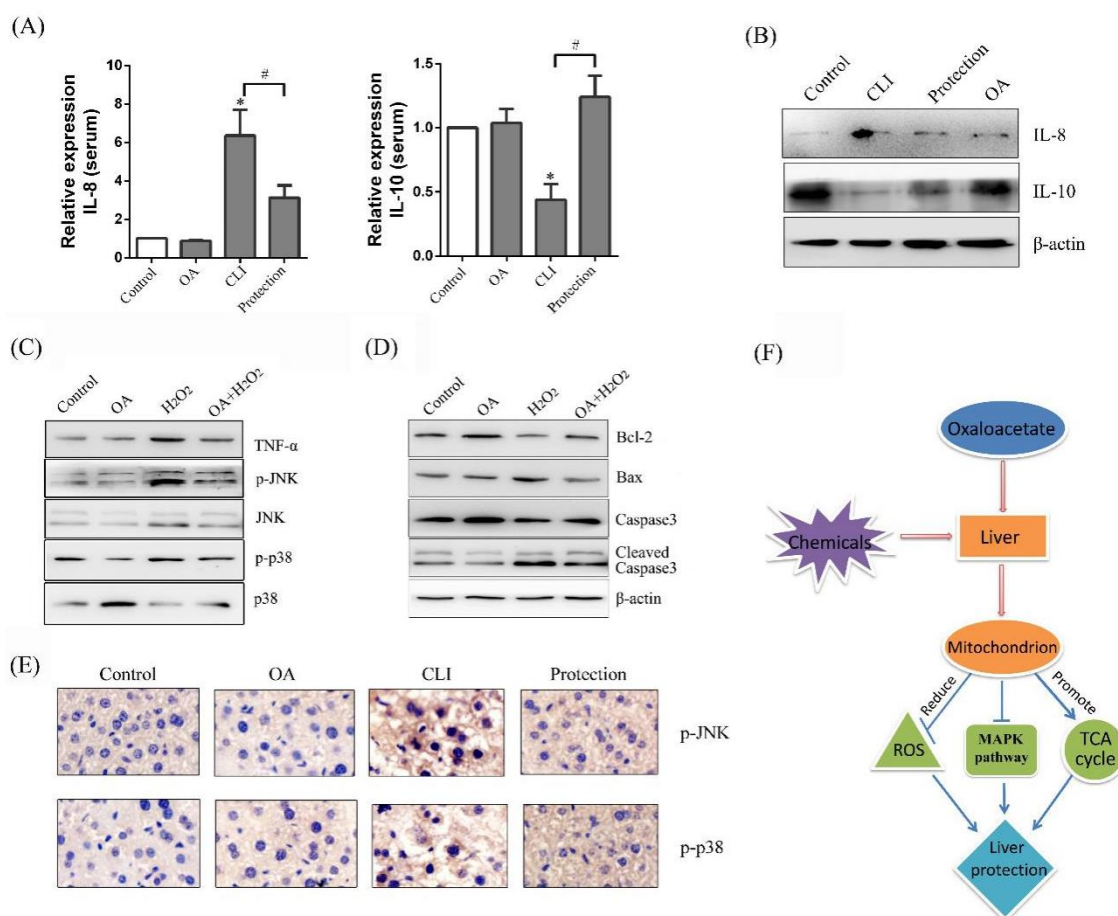 (A)
Relative expression
IL-8 (serum)
10
8
6
4
2
0
*
#
Control
OA
CLI
Protection
Relative expression
IL-10 (serum)
1.5
1.0
0.5
0.0
*
#
Control
OA
CLI
Protection
(B)
Control
CLI
Protection
OA
IL-8
IL-10
β-actin
(C)
Control
OA
H2O2
OA+H2O2
TNF-α
p-JNK
JNK
p-p38
p38
(D)
Control
OA
H2O2
OA+H2O2
Bcl-2
Bax
Caspase3
Cleaved
Caspase3
β-actin
(E)
Control
OA
CLI
Protection
p-JNK
p-p38
(F)
Oxaloacetate
Chemicals
Liver
Mitochondrion
Reduce
Promote
ROS
MAPK
pathway
TCA
cycle
Liver
protection